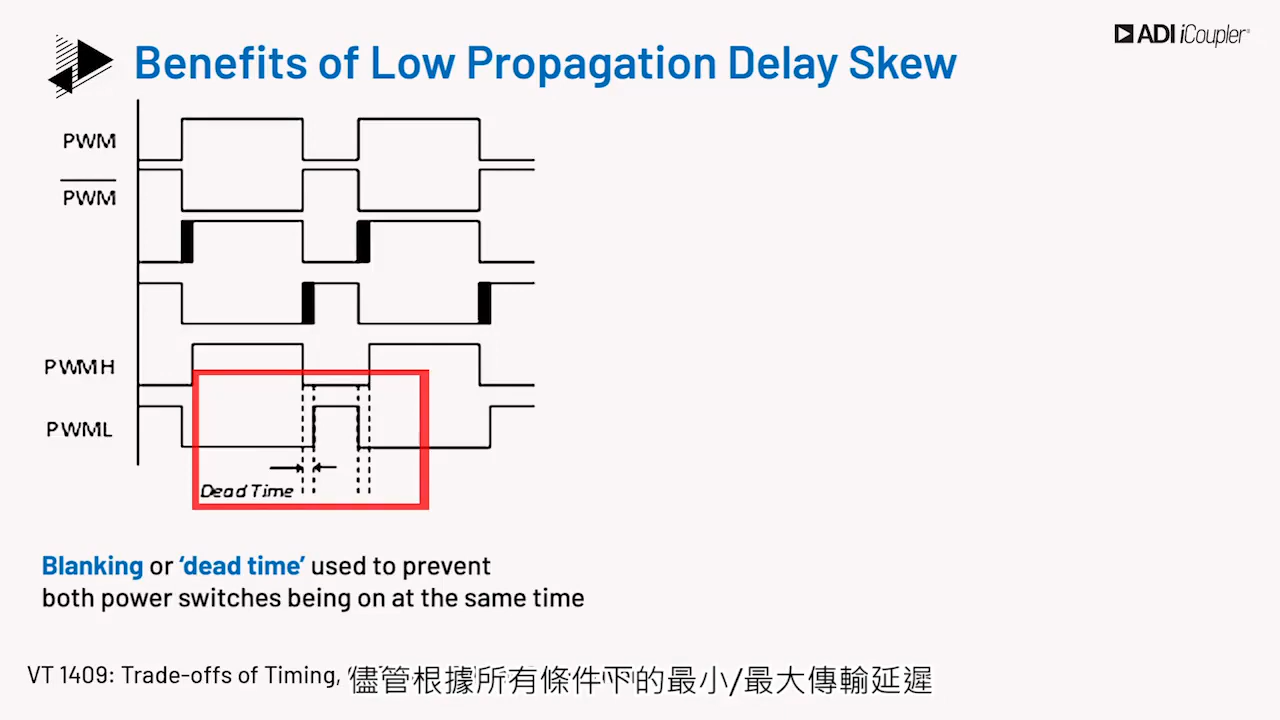 Benefits of Low Propagation Delay Skew
ADI iCoupler®
PWM
PWM
PWMH
PWML
Dead Time
Blanking or ‘dead time’ used to prevent
both power switches being on at the same time
VT 1409: Trade-offs of Timing,
儘管根據所有條件下的最小/最大傳輸延遲